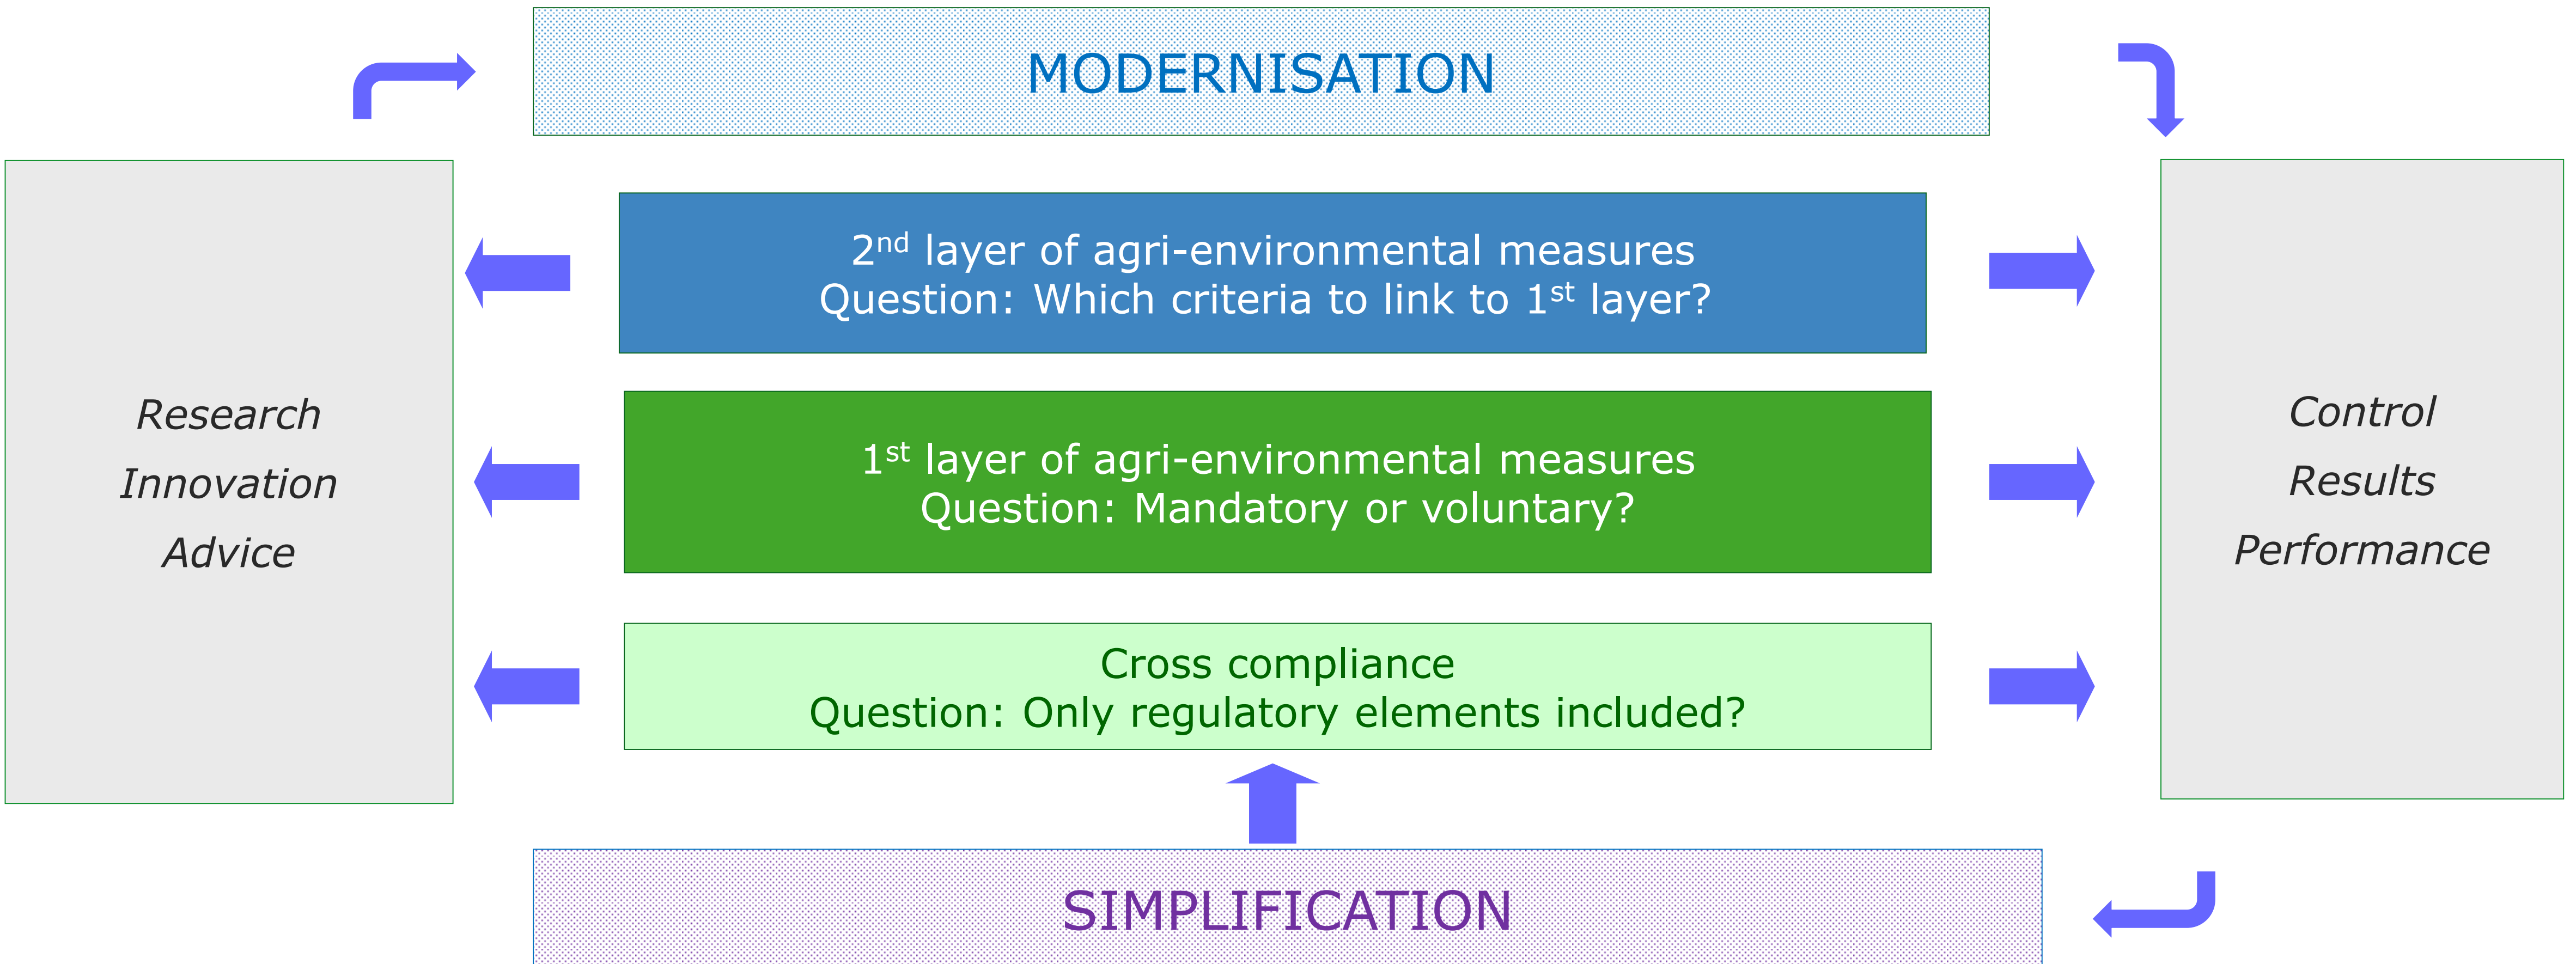 MODERNISATION
2nd layer of agri-environmental measures
Question: Which criteria to link to 1st layer?
Research
Innovation
Advice
1st layer of agri-environmental measures
Question: Mandatory or voluntary?
Control
Results
Performance
Cross compliance
Question: Only regulatory elements included?
SIMPLIFICATION